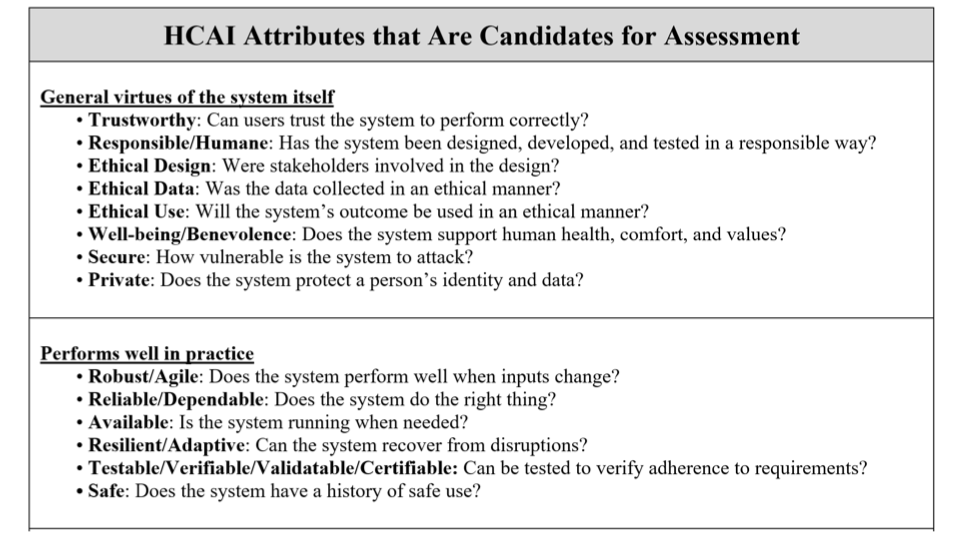 HCAI Attributes that Are Candidates for Assessment
General virtues of the system itself
• Trustworthy: Can users trust the system to perform correctly?
• Responsible/Humane: Has the system been designed, developed, and tested in a responsible way?
• Ethical Design: Were stakeholders involved in the design?
• Ethical Data: Was the data collected in an ethical manner?
• Ethical Use: Will the system’s outcome be used in an ethical manner?
• Well-being/Benevolence: Does the system support human health, comfort, and values?
• Secure: How vulnerable is the system to attack?
• Private: Does the system protect a person’s identity and data?
Performs well in practice
• Robust/Agile: Does the system perform well when inputs change?
• Reliable/Dependable: Does the system do the right thing?
• Available: Is the system running when needed?
• Resilient/Adaptive: Can the system recover from disruptions?
• Testable/Verifiable/Validatable/Certifiable: Can be tested to verify adherence to requirements?
• Safe: Does the system have a history of safe use?